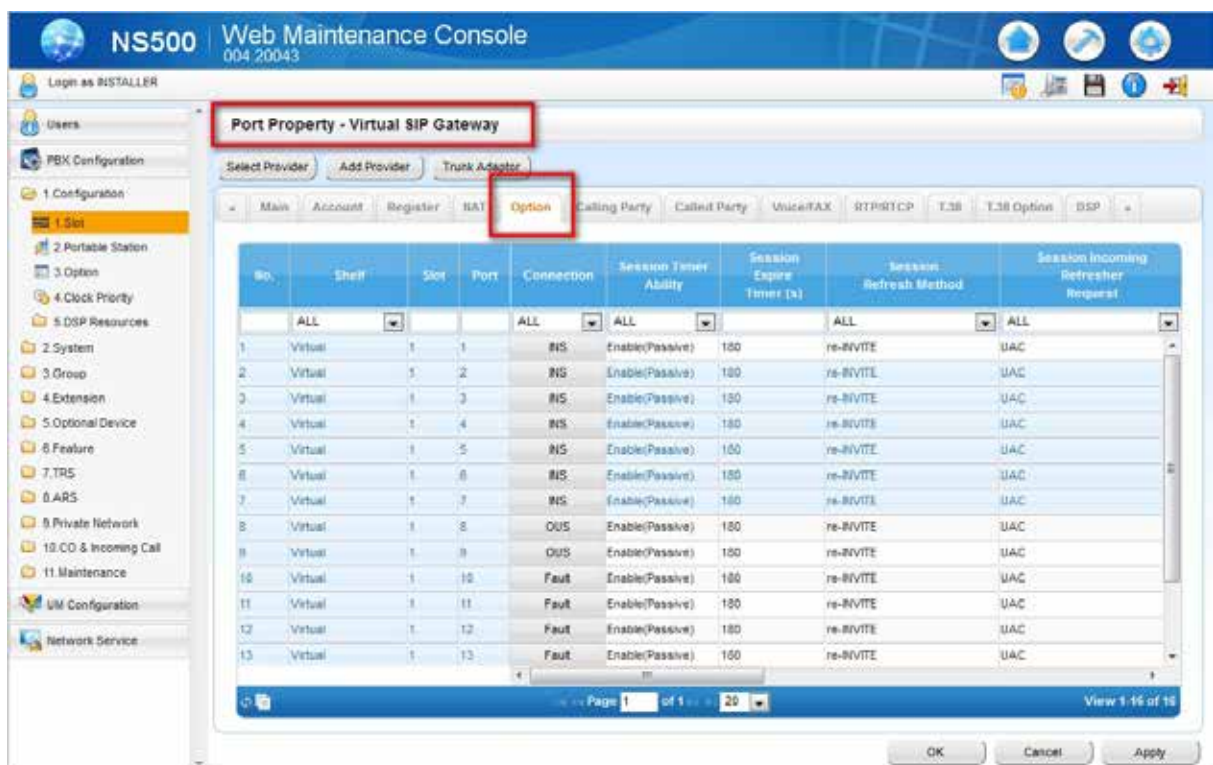 NS500 Web Maintenance Console
004 20043
Login as INSTALLER
Users
PBX Configuration
1 Configuration
1.Slot
2.Portable Station
3.Option
4.Clock Priority
5.DSP Resources
2.System
3.Group
4.Extension
5.Optional Device
6.Feature
7.TRS
8.ARS
9.Private Network
10.CO & Incoming Call
11.Maintenance
UM Configuration
Network Service
Port Property - Virtual SIP Gateway
Select Provider Add Provider Trunk Adaptor
Main Account Register NAT Option Calling Party Called Party Voice/FAX RTP/RTCP T.38 T.38 Option DSP
No. Shelf Slot Port Connection Session Timer Ability Session Expire Timer (s) Session Refresh Method Session Incoming Refresher Request
ALL ALL ALL ALL ALL
1 Virtual 1 1 INS Enable(Passive) 180 re-INVITE UAC
2 Virtual 1 2 INS Enable(Passive) 180 re-INVITE UAC
3 Virtual 1 3 INS Enable(Passive) 180 re-INVITE UAC
4 Virtual 1 4 INS Enable(Passive) 180 re-INVITE UAC
5 Virtual 1 5 INS Enable(Passive) 180 re-INVITE UAC
6 Virtual 1 6 INS Enable(Passive) 180 re-INVITE UAC
7 Virtual 1 7 INS Enable(Passive) 180 re-INVITE UAC
8 Virtual 1 8 OUS Enable(Passive) 180 re-INVITE UAC
9 Virtual 1 9 OUS Enable(Passive) 180 re-INVITE UAC
10 Virtual 1 10 Faut Enable(Passive) 180 re-INVITE UAC
11 Virtual 1 11 Faut Enable(Passive) 180 re-INVITE UAC
12 Virtual 1 12 Faut Enable(Passive) 180 re-INVITE UAC
13 Virtual 1 13 Faut Enable(Passive) 180 re-INVITE UAC
Page 1 of 1 20 View 1-16 of 16
OK Cancel Apply